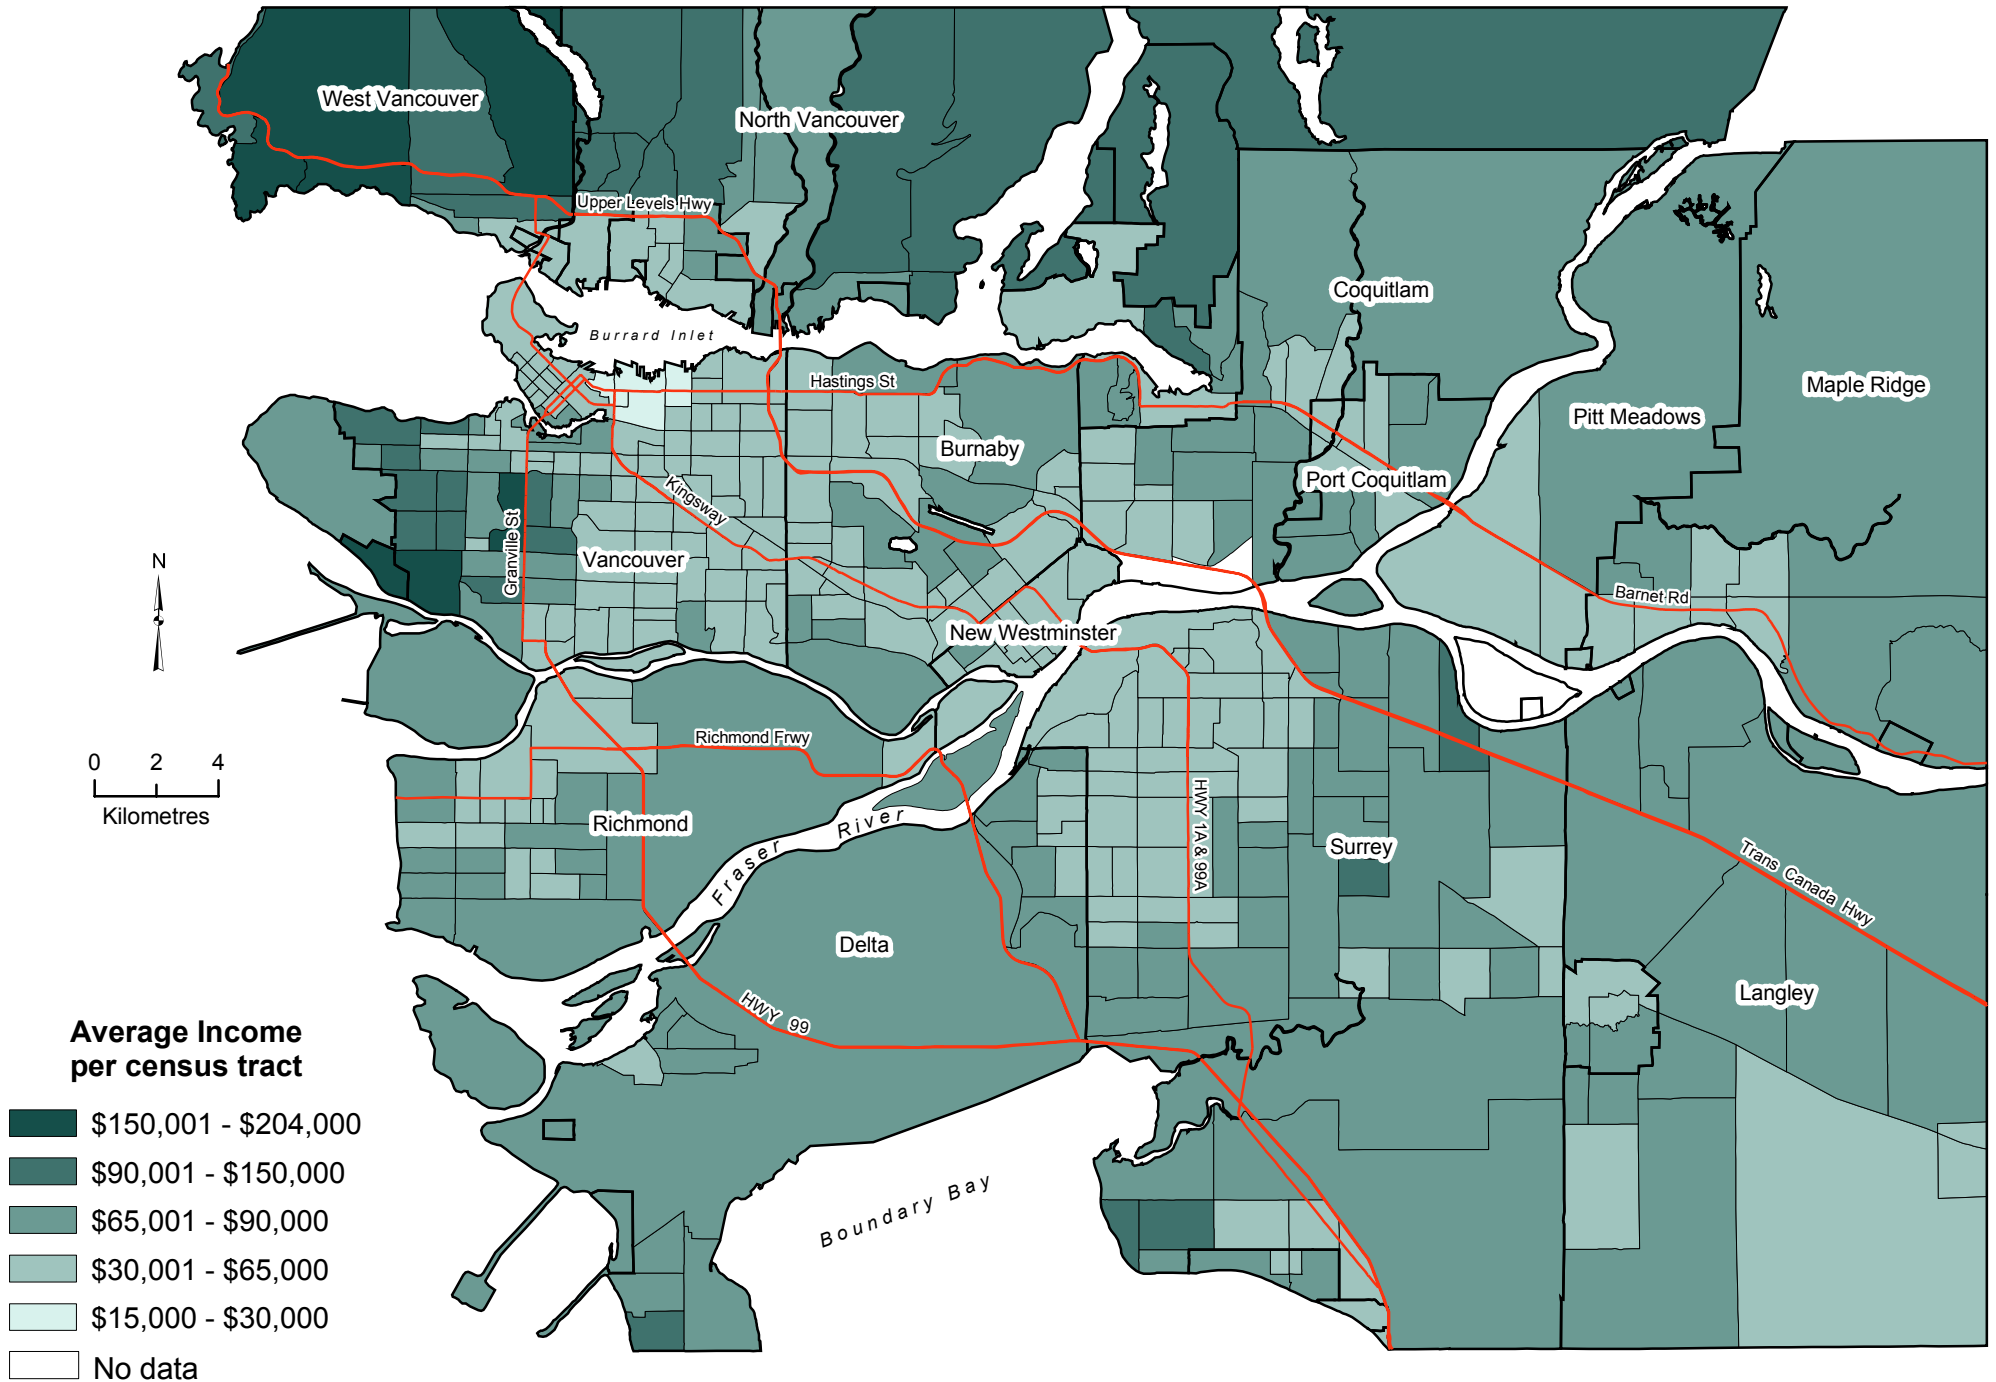 West Vancouver
North Vancouver
Upper Levels Hwy
Coquitlam
Burrard Inlet
Hastings St
Maple Ridge
Pitt Meadows
Burnaby
Port Coquitlam
Kingsway
Granville St
Vancouver
N
Barnet Rd
New Westminster
Richmond Frwy
0 2 4
Kilometres
HWY 1A & 99A
Richmond
Fraser River
Surrey
Trans Canada Hwy
Delta
Langley
HWY 99
Boundary Bay
Average Income
per census tract
$150,001 - $204,000
$90,001 - $150,000
$65,001 - $90,000
$30,001 - $65,000
$15,000 - $30,000
No data